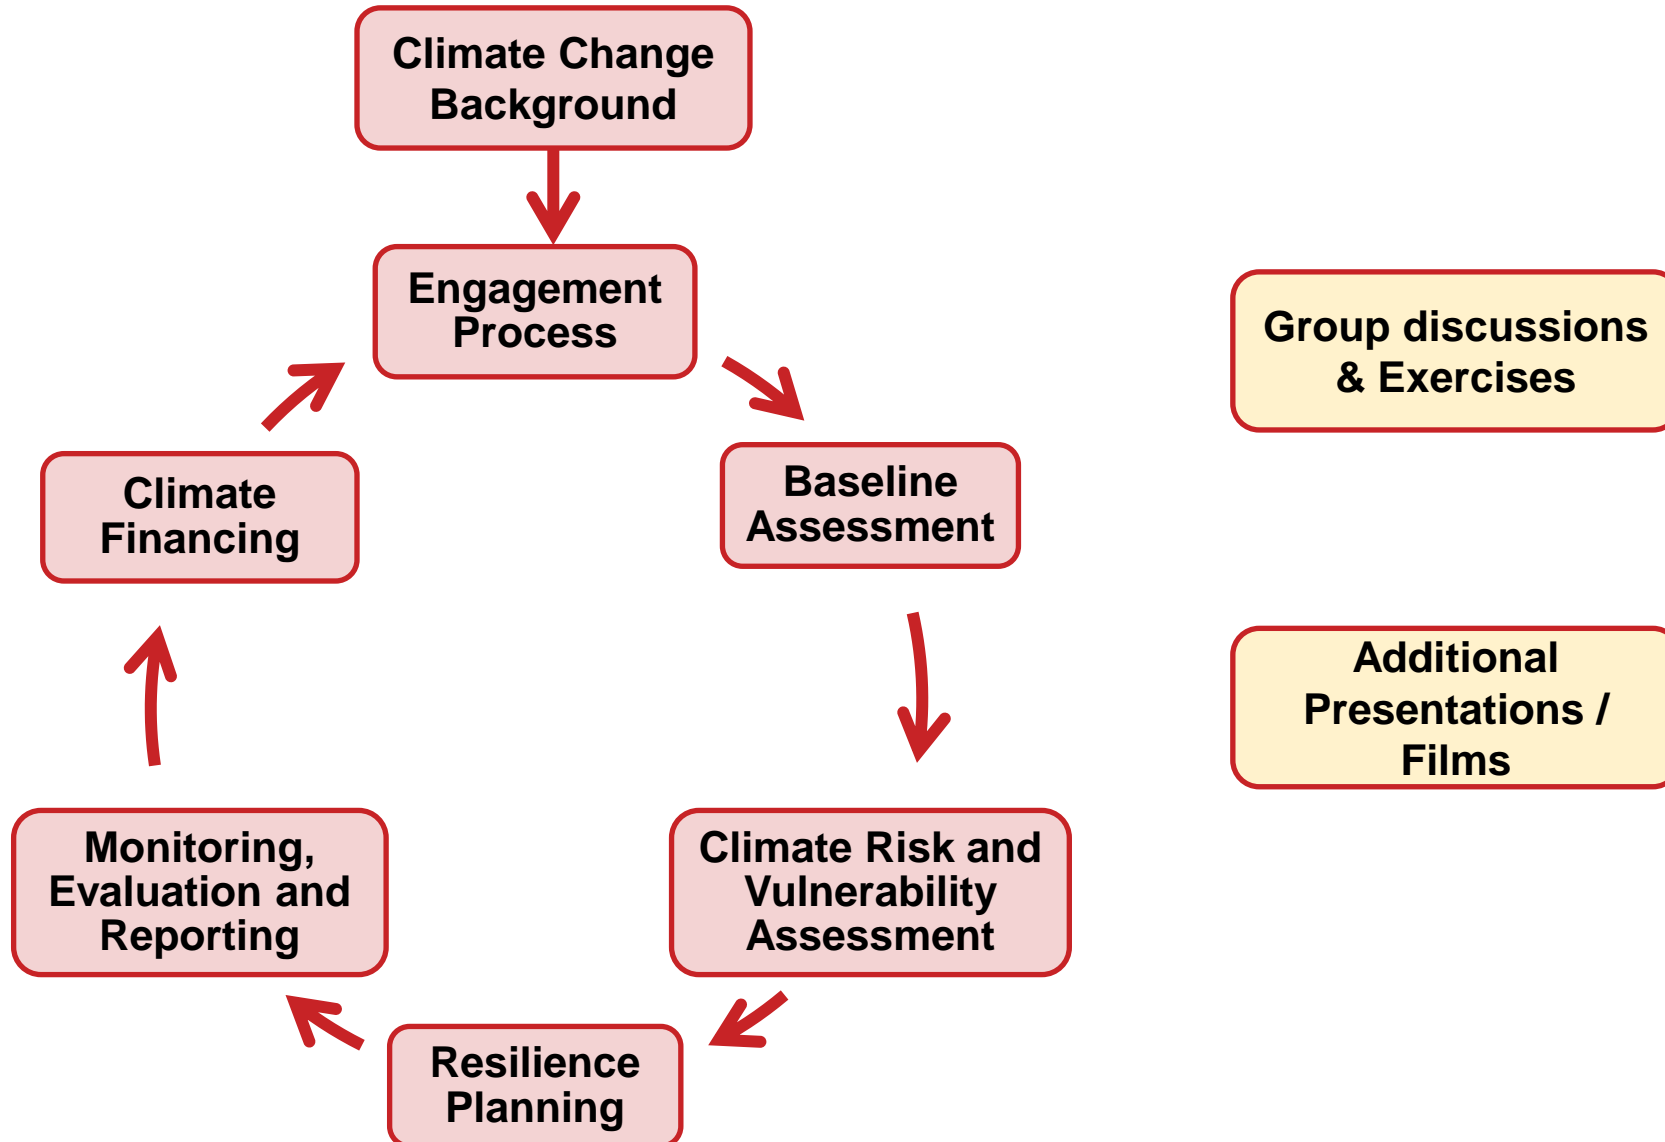 Climate Change
Background
Engagement
Process
Baseline
Assessment
Climate Risk and
Vulnerability
Assessment
Resilience
Planning
Monitoring,
Evaluation and
Reporting
Climate
Financing
Group discussions
& Exercises
Additional
Presentations /
Films